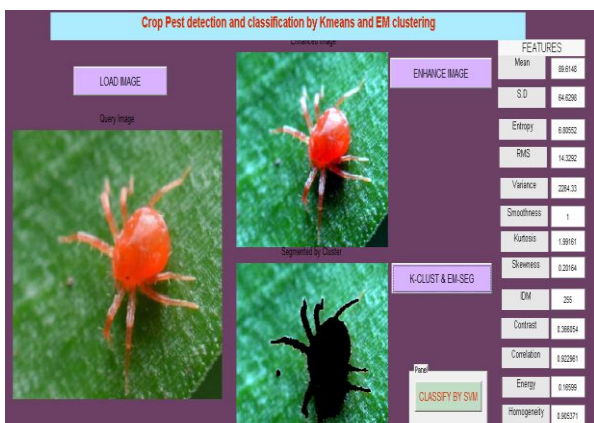 Crop Pest detection and classification by Kmeans and EM clustering
LOAD IMAGE
Query Image
Enhanced Image
ENHANCE IMAGE
Segmented by Cluster
K-CLUST & EM-SEG
Panel
CLASSIFY BY SVM
FEATURES
Mean 89.6148
S.D 64.6298
Entropy 6.80552
RMS 14.3292
Variance 2264.33
Smoothness 1
Kurtosis 1.99161
Skewness 0.20164
IDM 255
Contrast 0.366054
Correlation 0.922961
Energy 0.16599
Homogeneity 0.905371